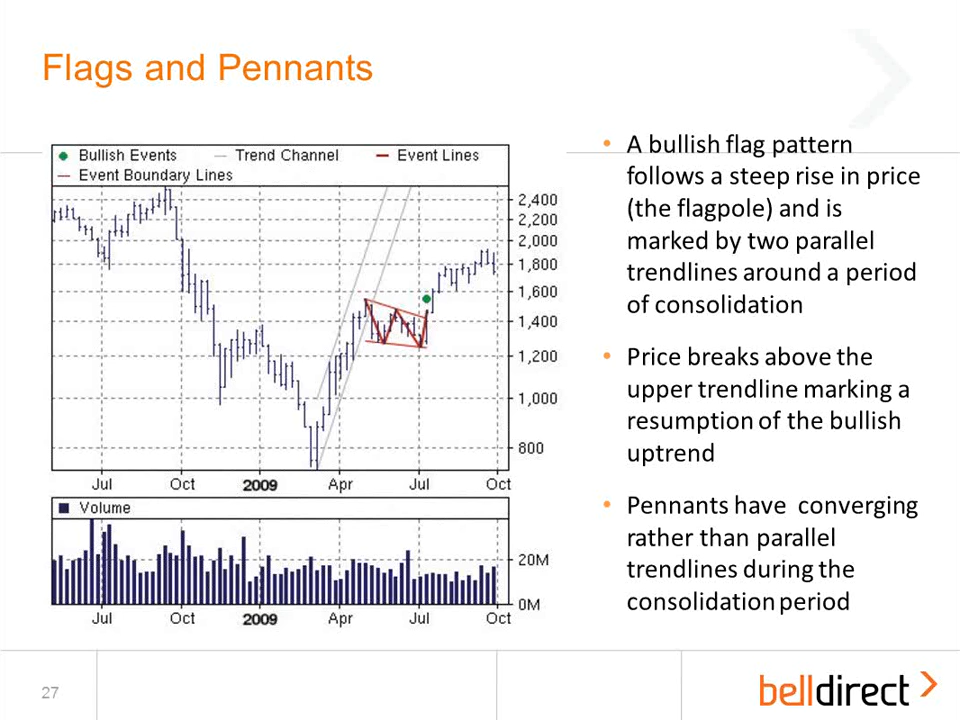 Flags and Pennants
Bullish Events Trend Channel Event Lines
Event Boundary Lines
2,400
2,200
2,000
1,800
1,600
1,400
1,200
1,000
800
Jul Oct 2009 Apr Jul Oct
Volume
20M
0M
Jul Oct 2009 Apr Jul Oct
• A bullish flag pattern
follows a steep rise in price
(the flagpole) and is
marked by two parallel
trendlines around a period
of consolidation
• Price breaks above the
upper trendline marking a
resumption of the bullish
uptrend
• Pennants have  converging
rather than parallel
trendlines during the
consolidation period
27
belldirect